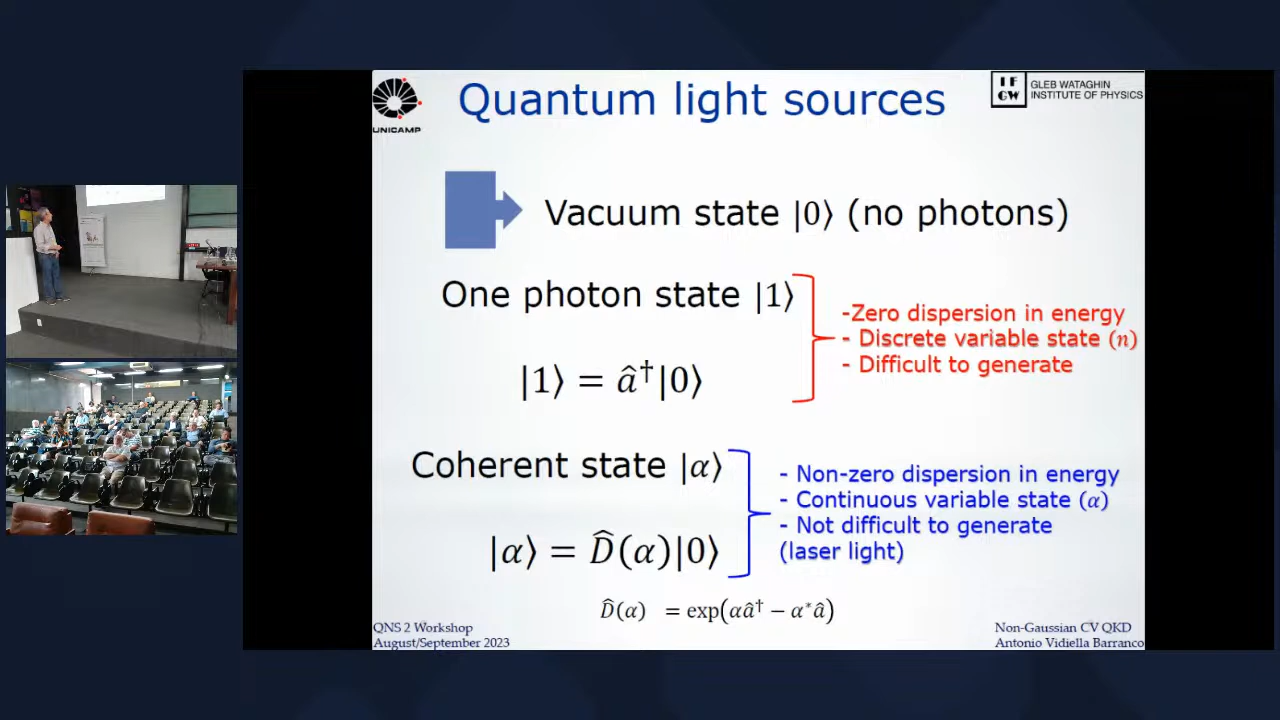 Quantum light sources
UNICAMP
IF
GW
GLEB WATAGHIN
INSTITUTE OF PHYSICS
Vacuum state |0⟩ (no photons)
One photon state |1⟩
-Zero dispersion in energy
- Discrete variable state (n)
- Difficult to generate
|1⟩ = â†|0⟩
Coherent state |α⟩
- Non-zero dispersion in energy
- Continuous variable state (α)
- Not difficult to generate
(laser light)
|α⟩ = D̂(α)|0⟩
D̂(α) = exp(αâ† − α*â)
QNS 2 Workshop
August/September 2023
Non-Gaussian CV QKD
Antonio Vidiella Barranco